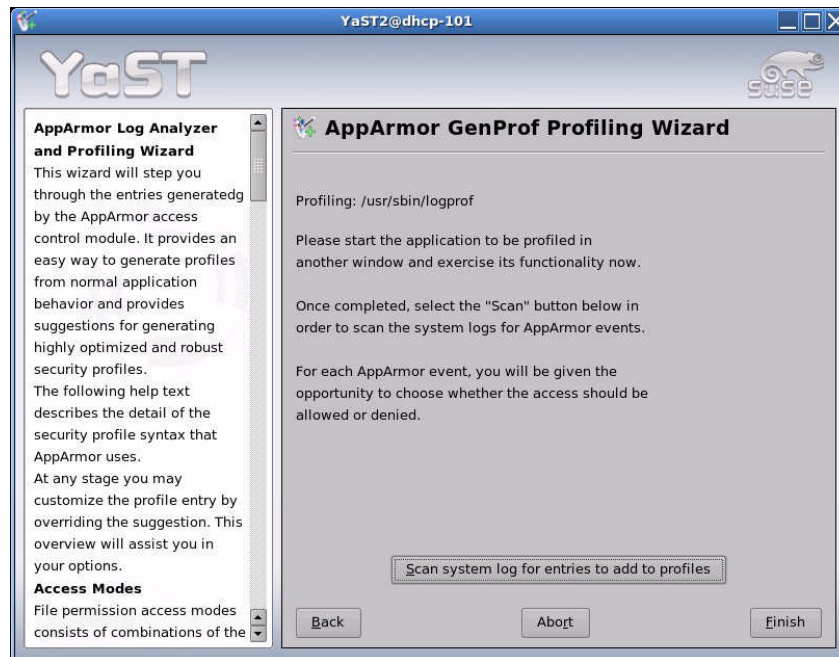 YaST2@dhcp-101
YaST
suse
AppArmor Log Analyzer
and Profiling Wizard
This wizard will step you
through the entries generatedg
by the AppArmor access
control module. It provides an
easy way to generate profiles
from normal application
behavior and provides
suggestions for generating
highly optimized and robust
security profiles.
The following help text
describes the detail of the
security profile syntax that
AppArmor uses.
At any stage you may
customize the profile entry by
overriding the suggestion. This
overview will assist you in
your options.
Access Modes
File permission access modes
consists of combinations of the
AppArmor GenProf Profiling Wizard
Profiling: /usr/sbin/logprof
Please start the application to be profiled in
another window and exercise its functionality now.
Once completed, select the "Scan" button below in
order to scan the system logs for AppArmor events.
For each AppArmor event, you will be given the
opportunity to choose whether the access should be
allowed or denied.
Scan system log for entries to add to profiles
Back
Abort
Finish